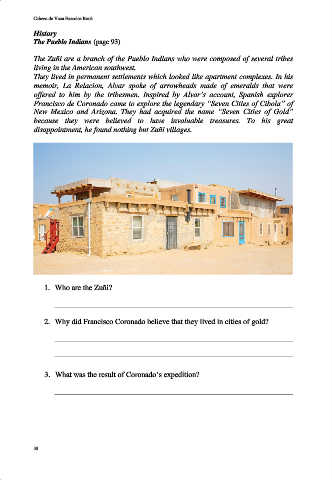 Cabeza de Vaca Resource Book
History
The Pueblo Indians (page 93)
The Zuñi are a branch of the Pueblo Indians who were composed of several tribes
living in the American southwest.
They lived in permanent settlements which looked like apartment complexes. In his
memoir, La Relacion, Alvar spoke of arrowheads made of emeralds that were
offered to him by the tribesmen. Inspired by Alvar's account, Spanish explorer
Francisco de Coronado came to explore the legendary "Seven Cities of Cibola" of
New Mexico and Arizona. They had acquired the name "Seven Cities of Gold"
because they were believed to have invaluable treasures. To his great
disappointment, he found nothing but Zuñi villages.
1. Who are the Zuñi?
2. Why did Francisco Coronado believe that they lived in cities of gold?
3. What was the result of Coronado's expedition?